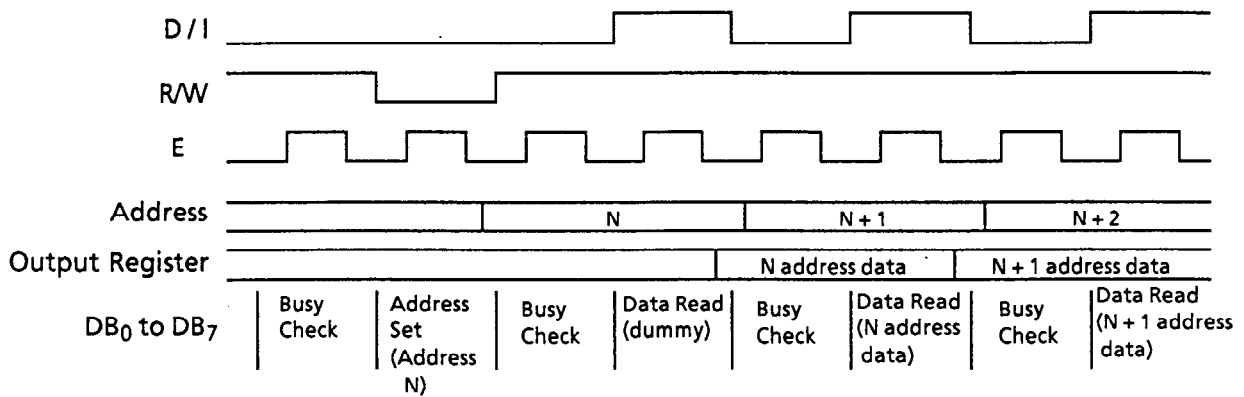 D / I
R/W
E
Address
N
N + 1
N + 2
Output Register
N address data
N + 1 address data
DB0 to DB7
Busy
Check
Address
Set
(Address
N)
Busy
Check
Data Read
(dummy)
Busy
Check
Data Read
(N address
data)
Busy
Check
Data Read
(N + 1 address
data)